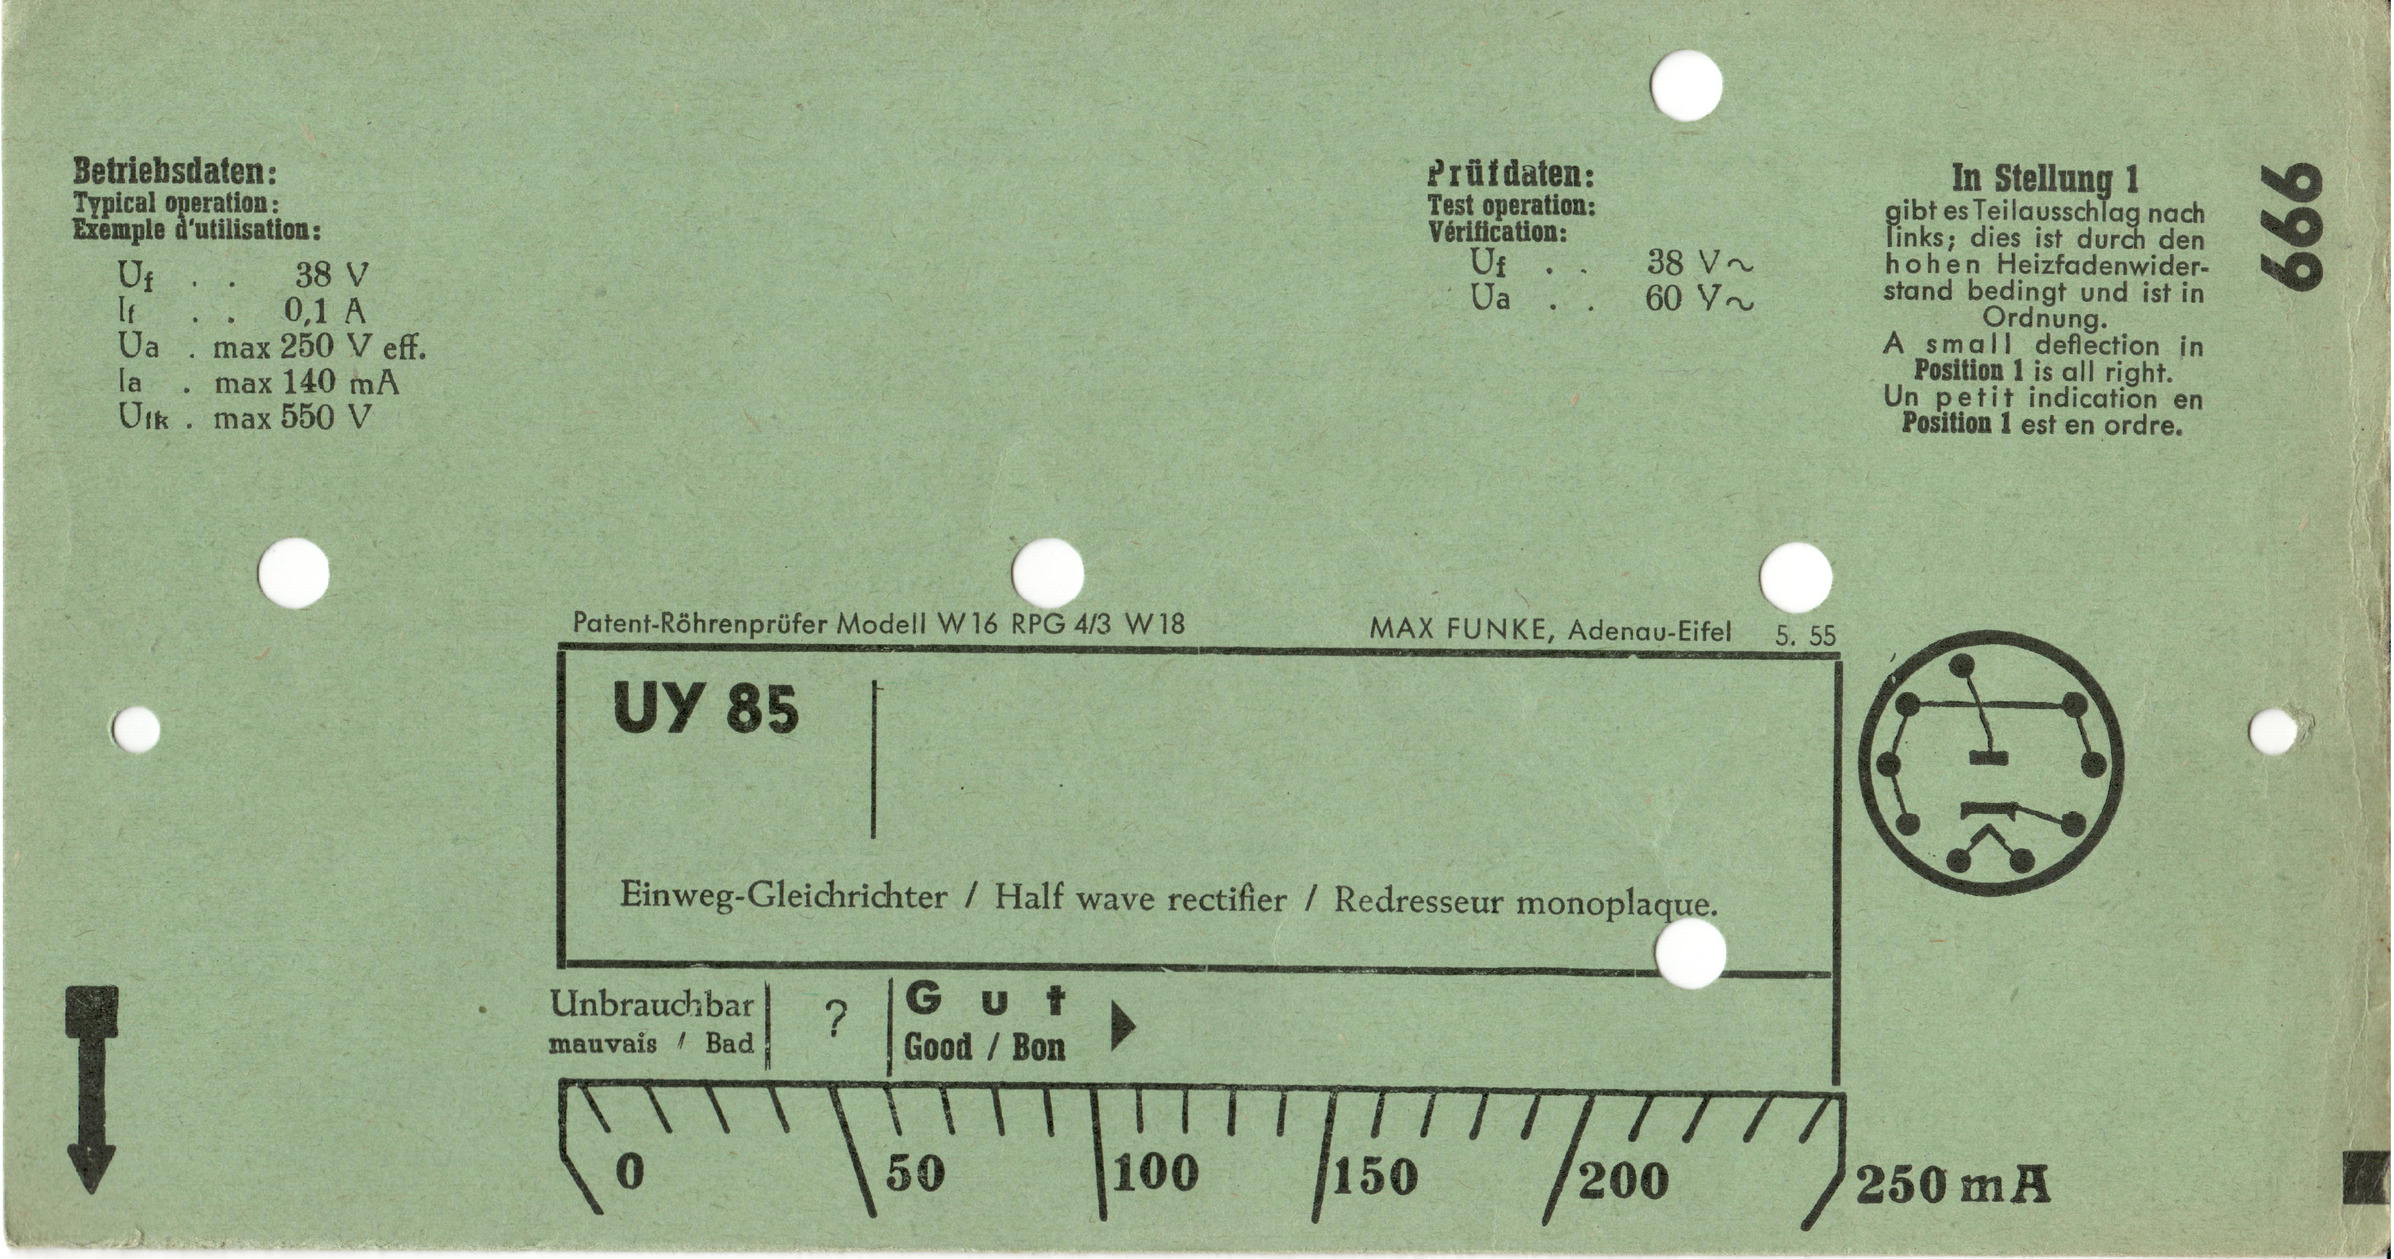 Betriebsdaten:
Typical operation:
Exemple d'utilisation:
Uf . . 38 V
If . . 0,1 A
Ua . max 250 V eff.
Ia . max 140 mA
Ufk . max 550 V
Prüfdaten:
Test operation:
Vérification:
Uf . . 38 V~
Ua . . 60 V~
In Stellung 1
gibt es Teilausschlag nach
links; dies ist durch den
hohen Heizfadenwider-
stand bedingt und ist in
Ordnung.
A small deflection in
Position 1 is all right.
Un petit indication en
Position 1 est en ordre.
999
Patent-Röhrenprüfer Modell W16 RPG 4/3 W18
MAX FUNKE, Adenau-Eifel 5. 55
UY 85
Einweg-Gleichrichter / Half wave rectifier / Redresseur monoplaque.
Unbrauchbar
mauvais / Bad
?
Gut
Good / Bon
0 50 100 150 200 250 mA